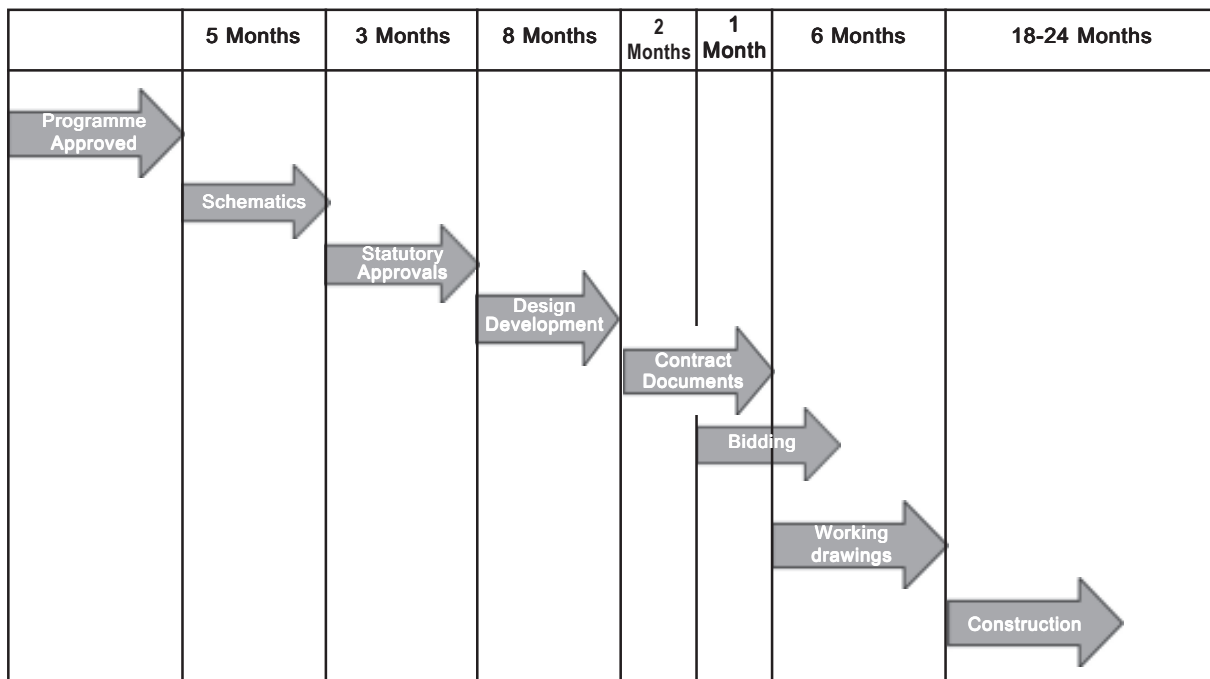 5 Months
3 Months
8 Months
2
Months
1
Month
6 Months
18-24 Months
Programme
Approved
Schematics
Statutory
Approvals
Design
Development
Contract
Documents
Bidding
Working
drawings
Construction